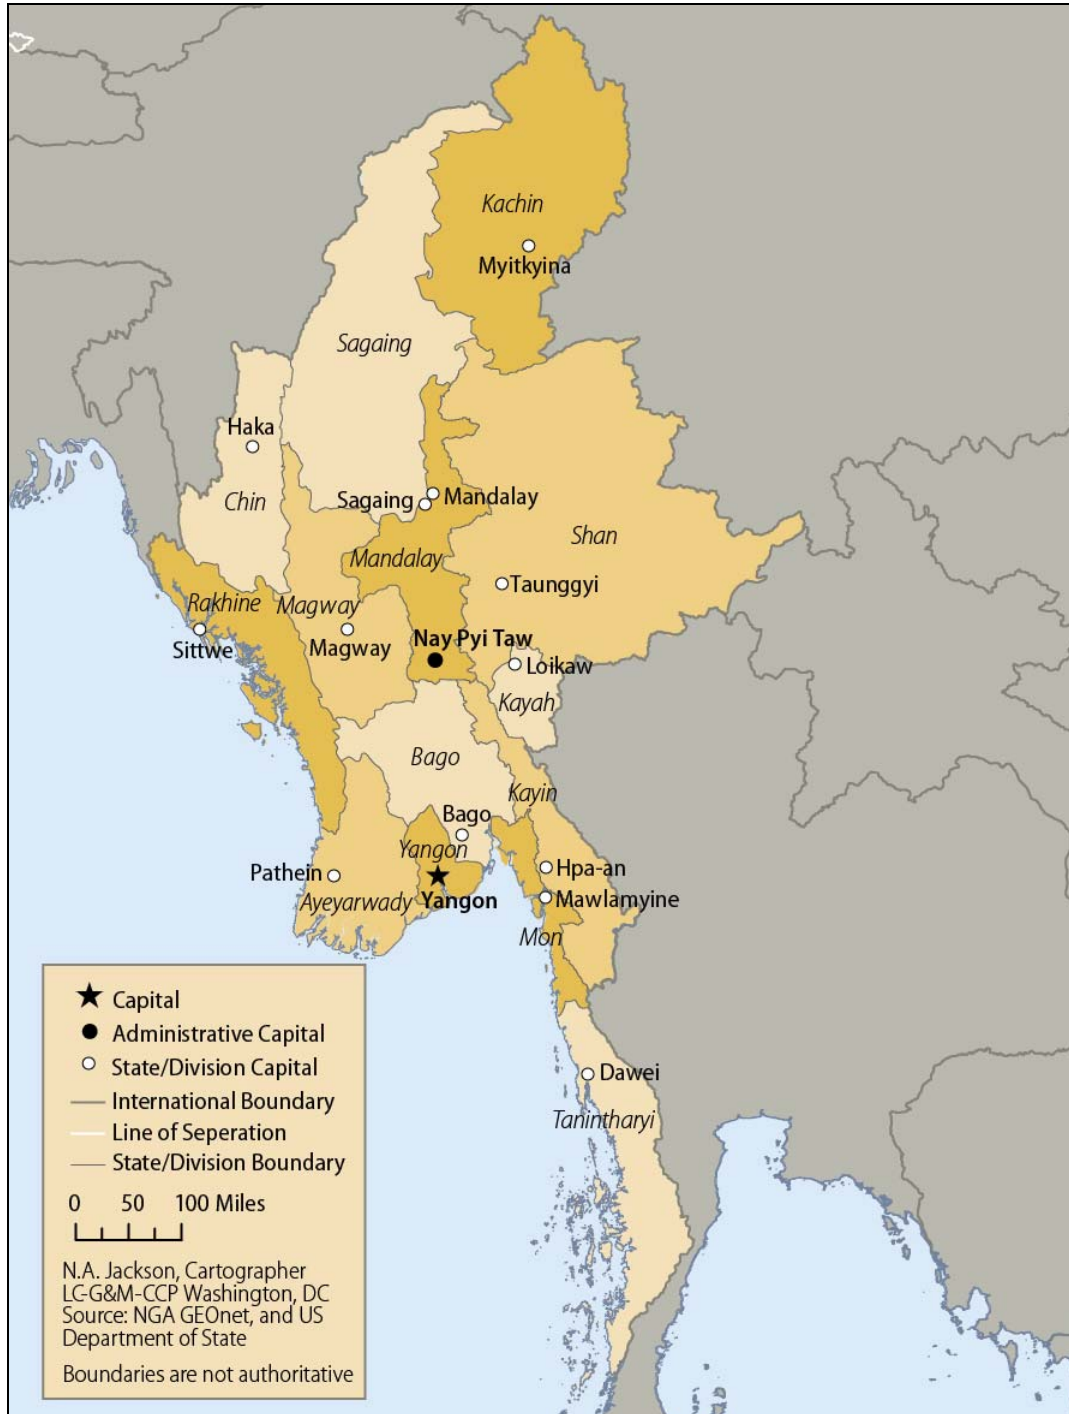 Kachin
Myitkyina
Sagaing
Haka
Chin
Sagaing
Mandalay
Mandalay
Shan
Taunggyi
Rakhine
Magway
Sittwe
Magway
Nay Pyi Taw
Loikaw
Kayah
Bago
Kayin
Bago
Yangon
Pathein
Hpa-an
Ayeyarwady
Yangon
Mawlamyine
Mon
Dawei
Tanintharyi
Capital
Administrative Capital
State/Division Capital
International Boundary
Line of Seperation
State/Division Boundary
0 50 100 Miles
N.A. Jackson, Cartographer
LC-G&M-CCP Washington, DC
Source: NGA GEOnet, and US
Department of State
Boundaries are not authoritative